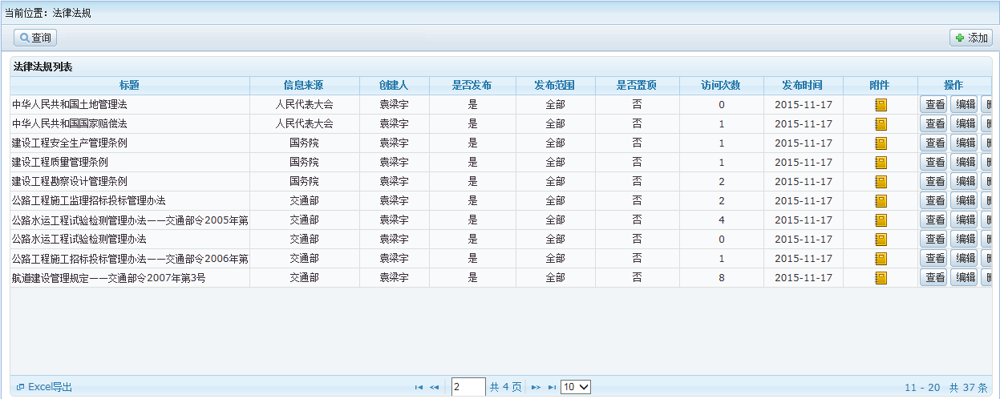 当前位置：法律法规
查询 添加
法律法规列表
标题 信息来源 创建人 是否发布 发布范围 是否置顶 访问次数 发布时间 附件 操作
中华人民共和国土地管理法 人民代表大会 袁梁宇 是 全部 否 0 2015-11-17 查看 编辑
中华人民共和国国家赔偿法 人民代表大会 袁梁宇 是 全部 否 1 2015-11-17 查看 编辑
建设工程安全生产管理条例 国务院 袁梁宇 是 全部 否 1 2015-11-17 查看 编辑
建设工程质量管理条例 国务院 袁梁宇 是 全部 否 1 2015-11-17 查看 编辑
建设工程勘察设计管理条例 国务院 袁梁宇 是 全部 否 2 2015-11-17 查看 编辑
公路工程施工监理招标投标管理办法 交通部 袁梁宇 是 全部 否 2 2015-11-17 查看 编辑
公路水运工程试验检测管理办法——交通部令2005年第 交通部 袁梁宇 是 全部 否 4 2015-11-17 查看 编辑
公路水运工程试验检测管理办法 交通部 袁梁宇 是 全部 否 0 2015-11-17 查看 编辑
公路工程施工招标投标管理办法——交通部令2006年第 交通部 袁梁宇 是 全部 否 1 2015-11-17 查看 编辑
航道建设管理规定——交通部令2007年第3号 交通部 袁梁宇 是 全部 否 8 2015-11-17 查看 编辑
Excel导出 2 共 4 页 10 11 - 20 共 37 条